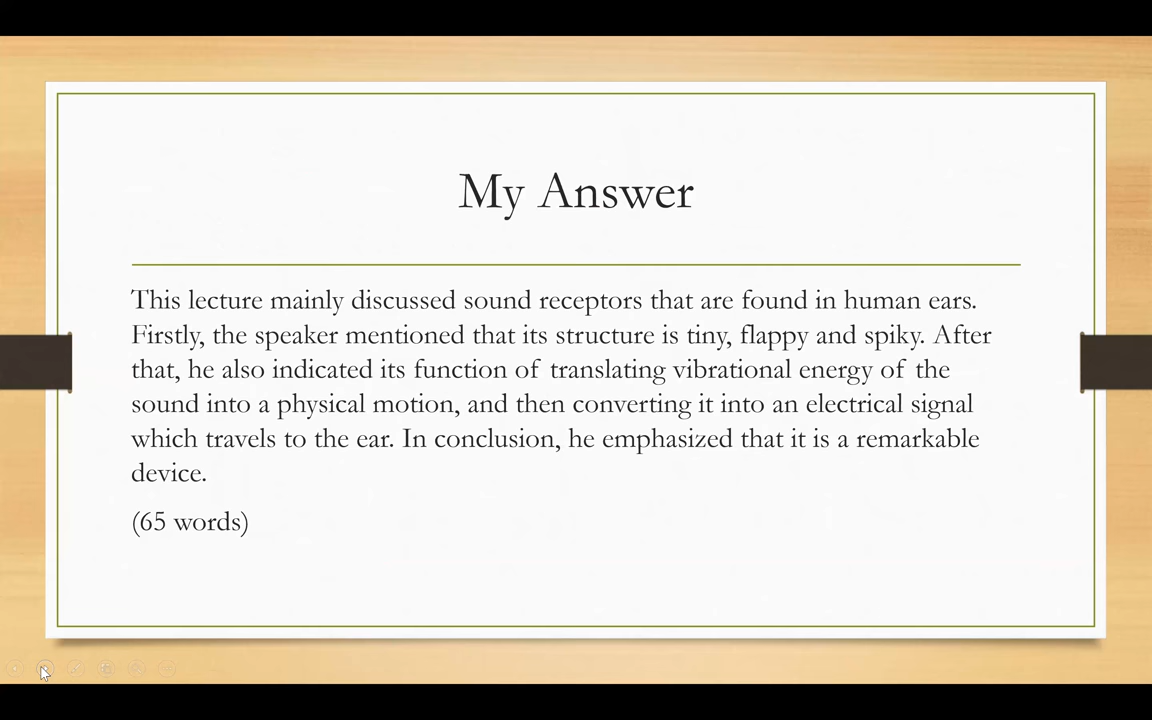 My Answer
This lecture mainly discussed sound receptors that are found in human ears.
Firstly, the speaker mentioned that its structure is tiny, flappy and spiky. After
that, he also indicated its function of translating vibrational energy of the
sound into a physical motion, and then converting it into an electrical signal
which travels to the ear. In conclusion, he emphasized that it is a remarkable
device.
(65 words)